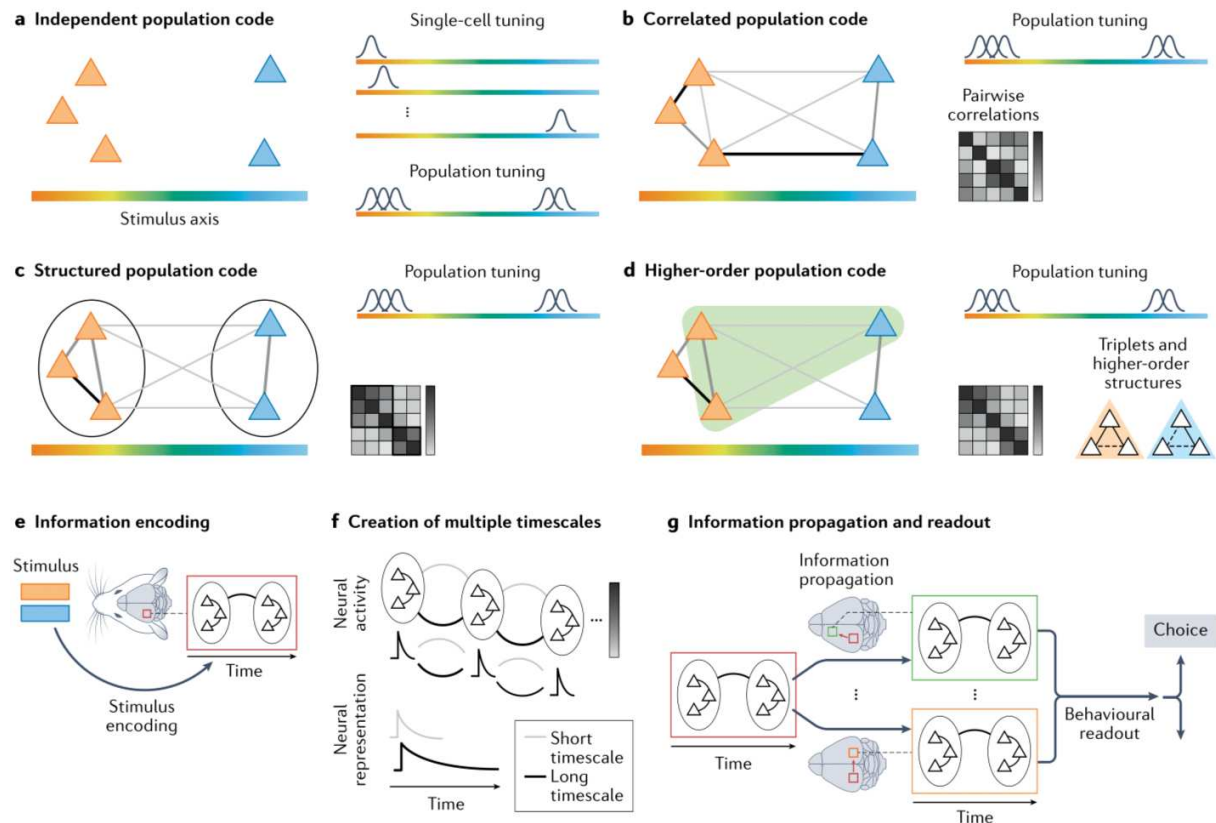 a Independent population code
Single-cell tuning
⋮
Population tuning
Stimulus axis
b Correlated population code
Population tuning
Pairwise
correlations
c Structured population code
Population tuning
d Higher-order population code
Population tuning
Triplets and
higher-order
structures
e Information encoding
Stimulus
Time
Stimulus
encoding
f Creation of multiple timescales
Neural
activity
...
Neural
representation
Short
timescale
Long
timescale
Time
g Information propagation and readout
Information
propagation
Choice
⋮
⋮
Behavioural
readout
Time
Time